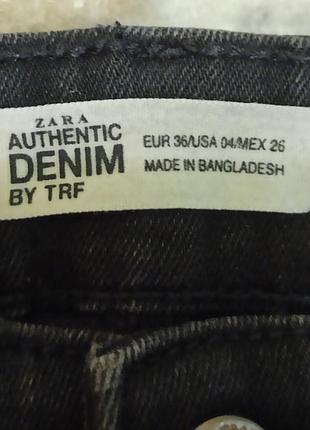 ZARA
AUTHENTIC
DENIM
BY TRF
EUR 36/USA 04/MEX 26
MADE IN BANGLADESH